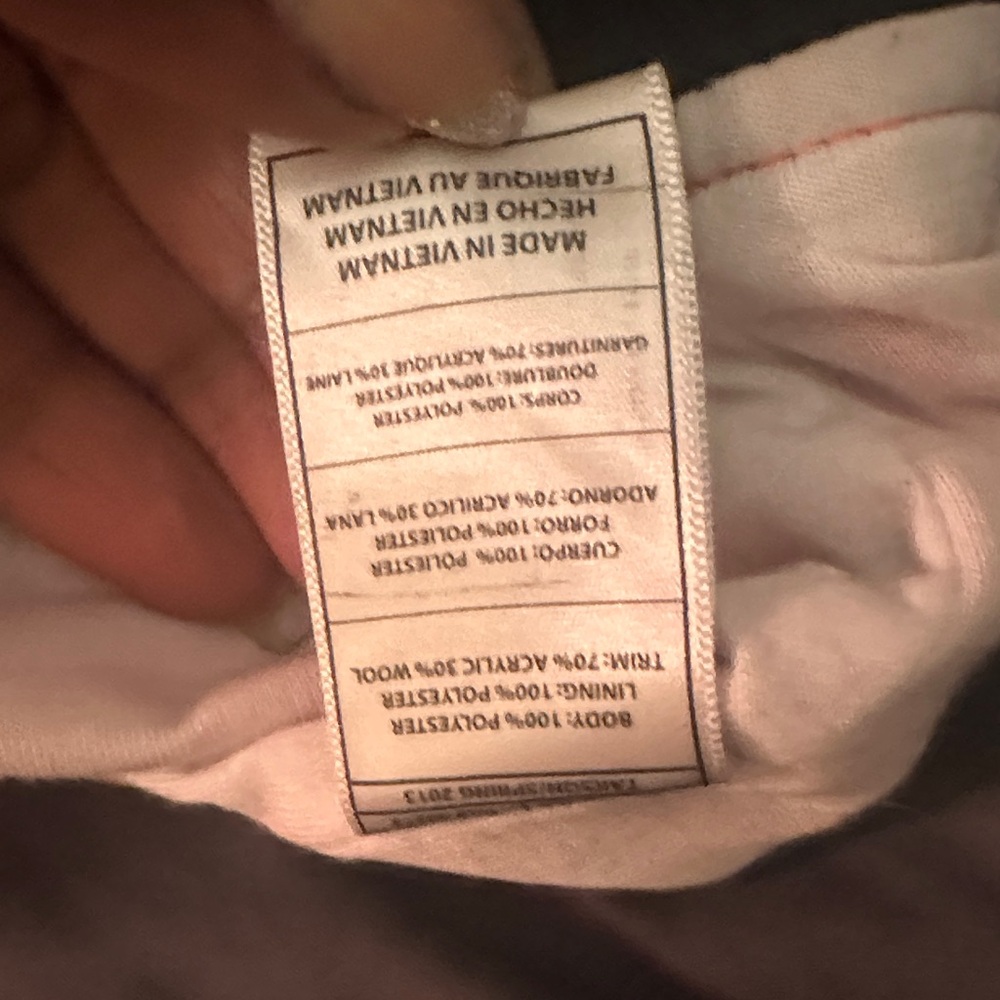 SPRING 2013
BODY: 100% POLYESTER
LINING: 100% POLYESTER
TRIM: 70% ACRYLIC 30% WOOL
CUERPO: 100% POLIESTER
FORRO: 100% POLIESTER
ADORNO: 70% ACRILICO 30% LANA
CORPS: 100% POLYESTER
DOUBLURE: 100% POLYESTER
GARNITURES: 70% ACRYLIQUE 30% LAINE
MADE IN VIETNAM
HECHO EN VIETNAM
FABRIQUE AU VIETNAM